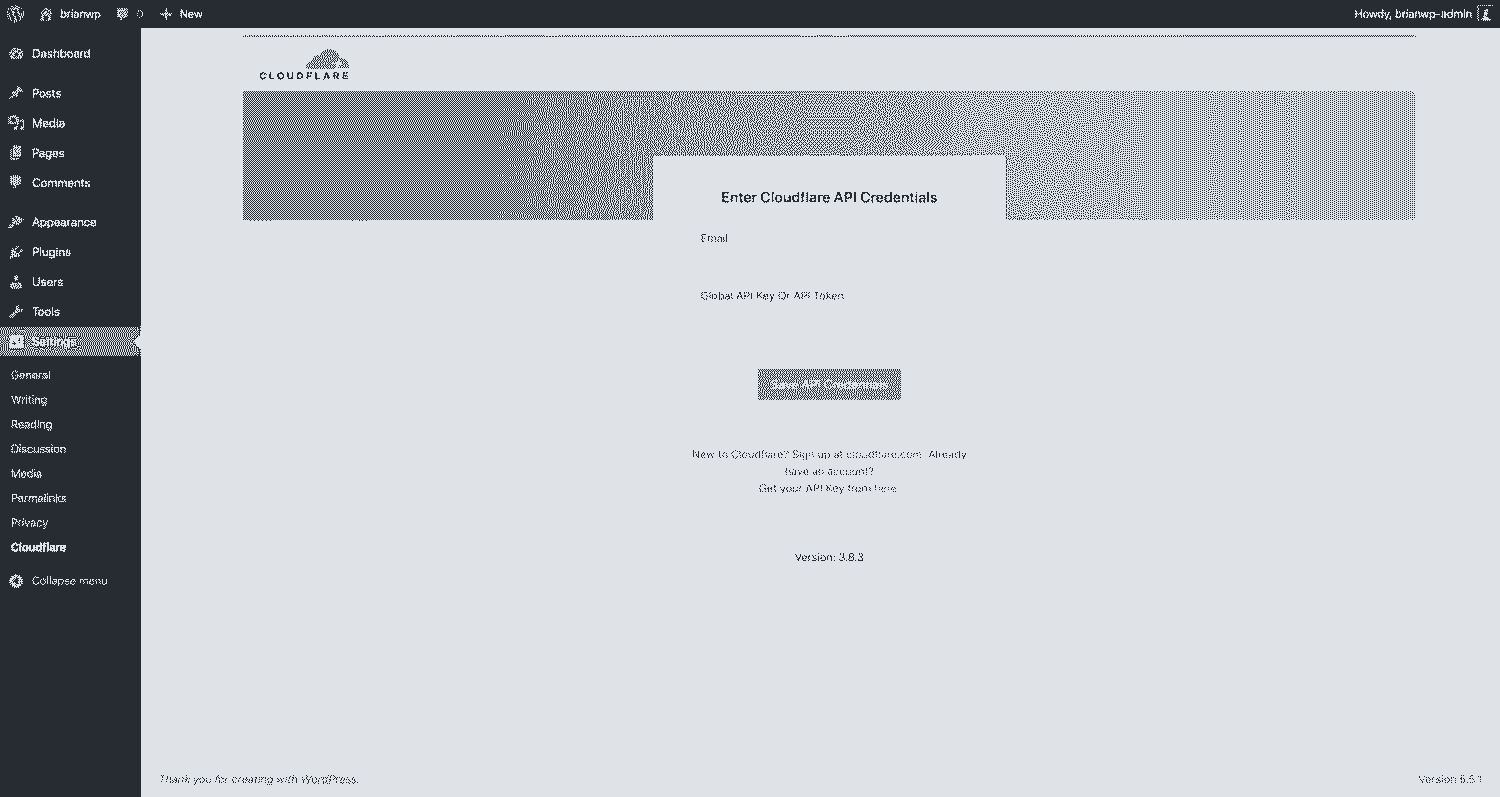 brianwp
0
New
Howdy, brianwp-admin
Dashboard
Posts
Media
Pages
Comments
Appearance
Plugins
Users
Tools
Settings
General
Writing
Reading
Discussion
Media
Permalinks
Privacy
Cloudflare
Collapse menu
CLOUDFLARE
Enter Cloudflare API Credentials
Email
Global API Key Or API Token
Save API Credentials
New to Cloudflare? Sign up at cloudflare.com. Already
have an account?
Get your API Key from here
Version: 3.8.3
Thank you for creating with WordPress.
Version